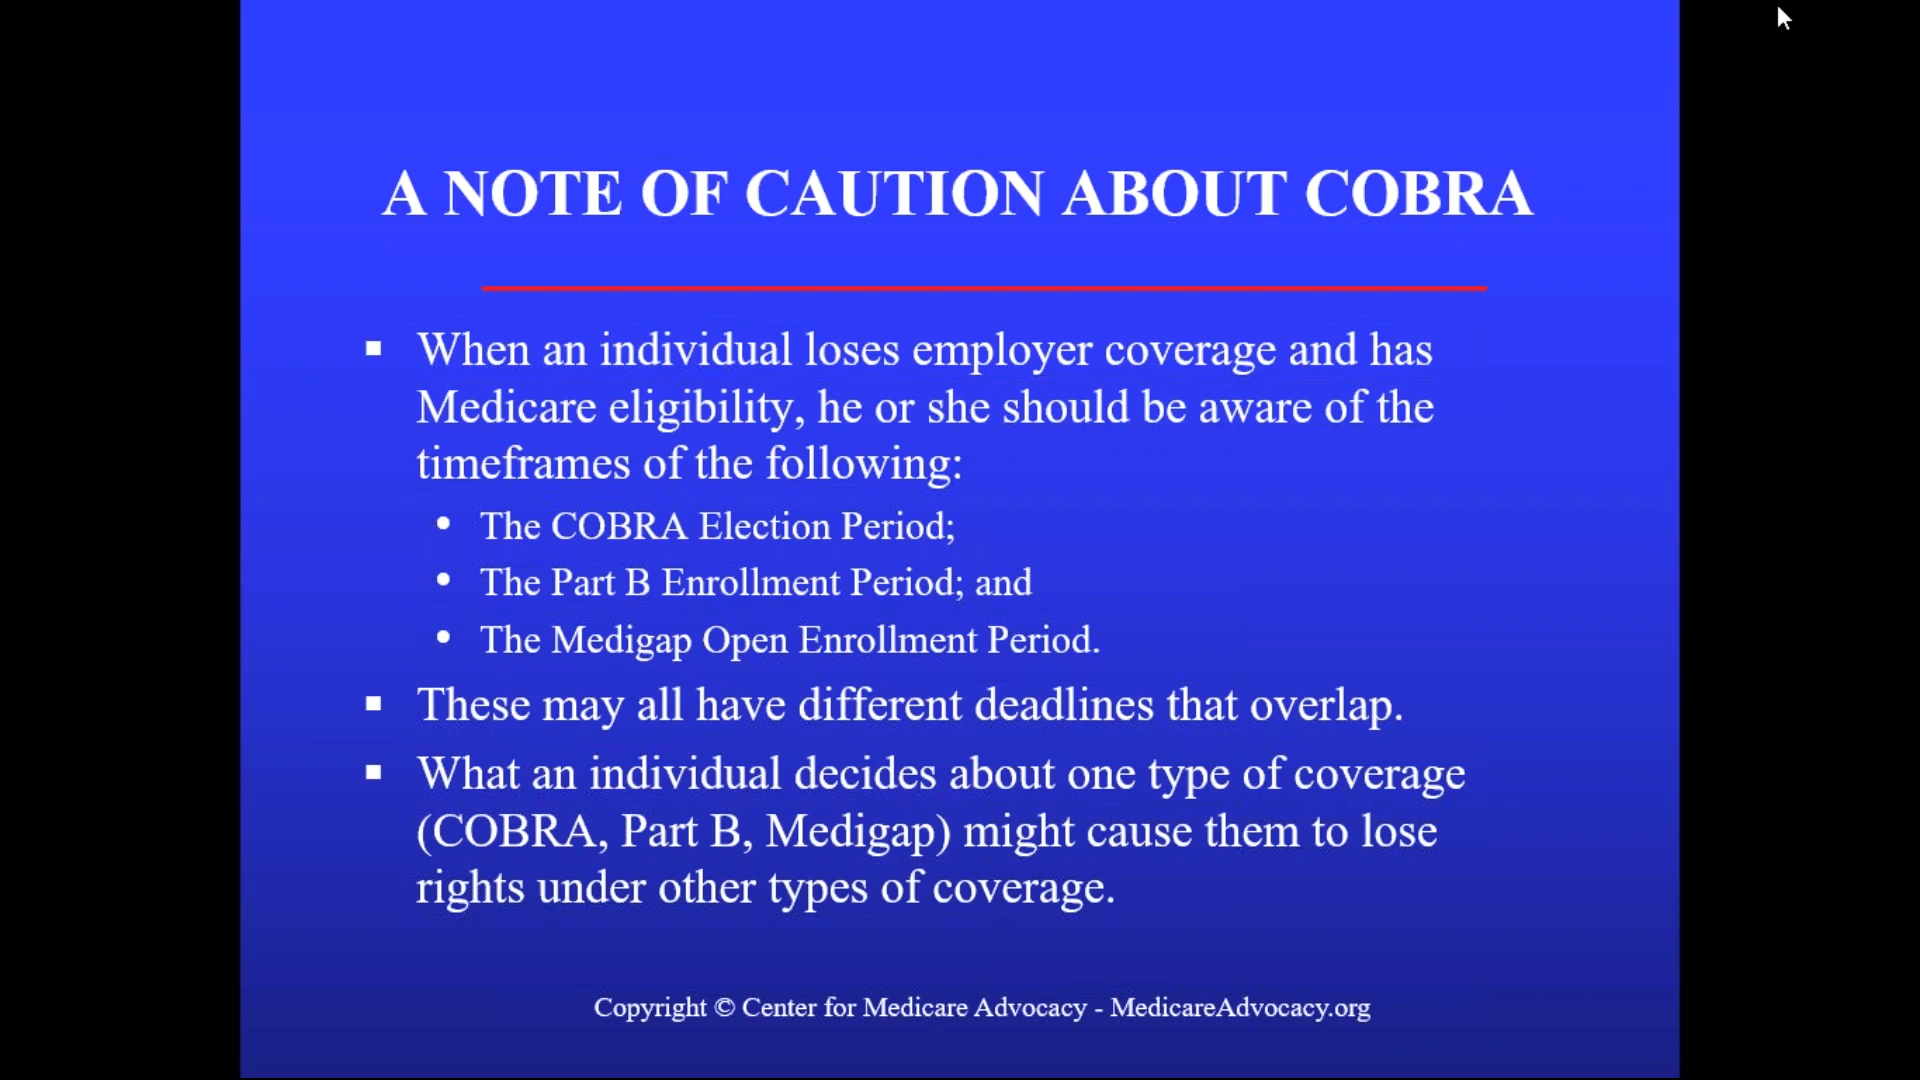 A NOTE OF CAUTION ABOUT COBRA
▪ When an individual loses employer coverage and has
Medicare eligibility, he or she should be aware of the
timeframes of the following:
• The COBRA Election Period;
• The Part B Enrollment Period; and
• The Medigap Open Enrollment Period.
▪ These may all have different deadlines that overlap.
▪ What an individual decides about one type of coverage
(COBRA, Part B, Medigap) might cause them to lose
rights under other types of coverage.
Copyright © Center for Medicare Advocacy - MedicareAdvocacy.org